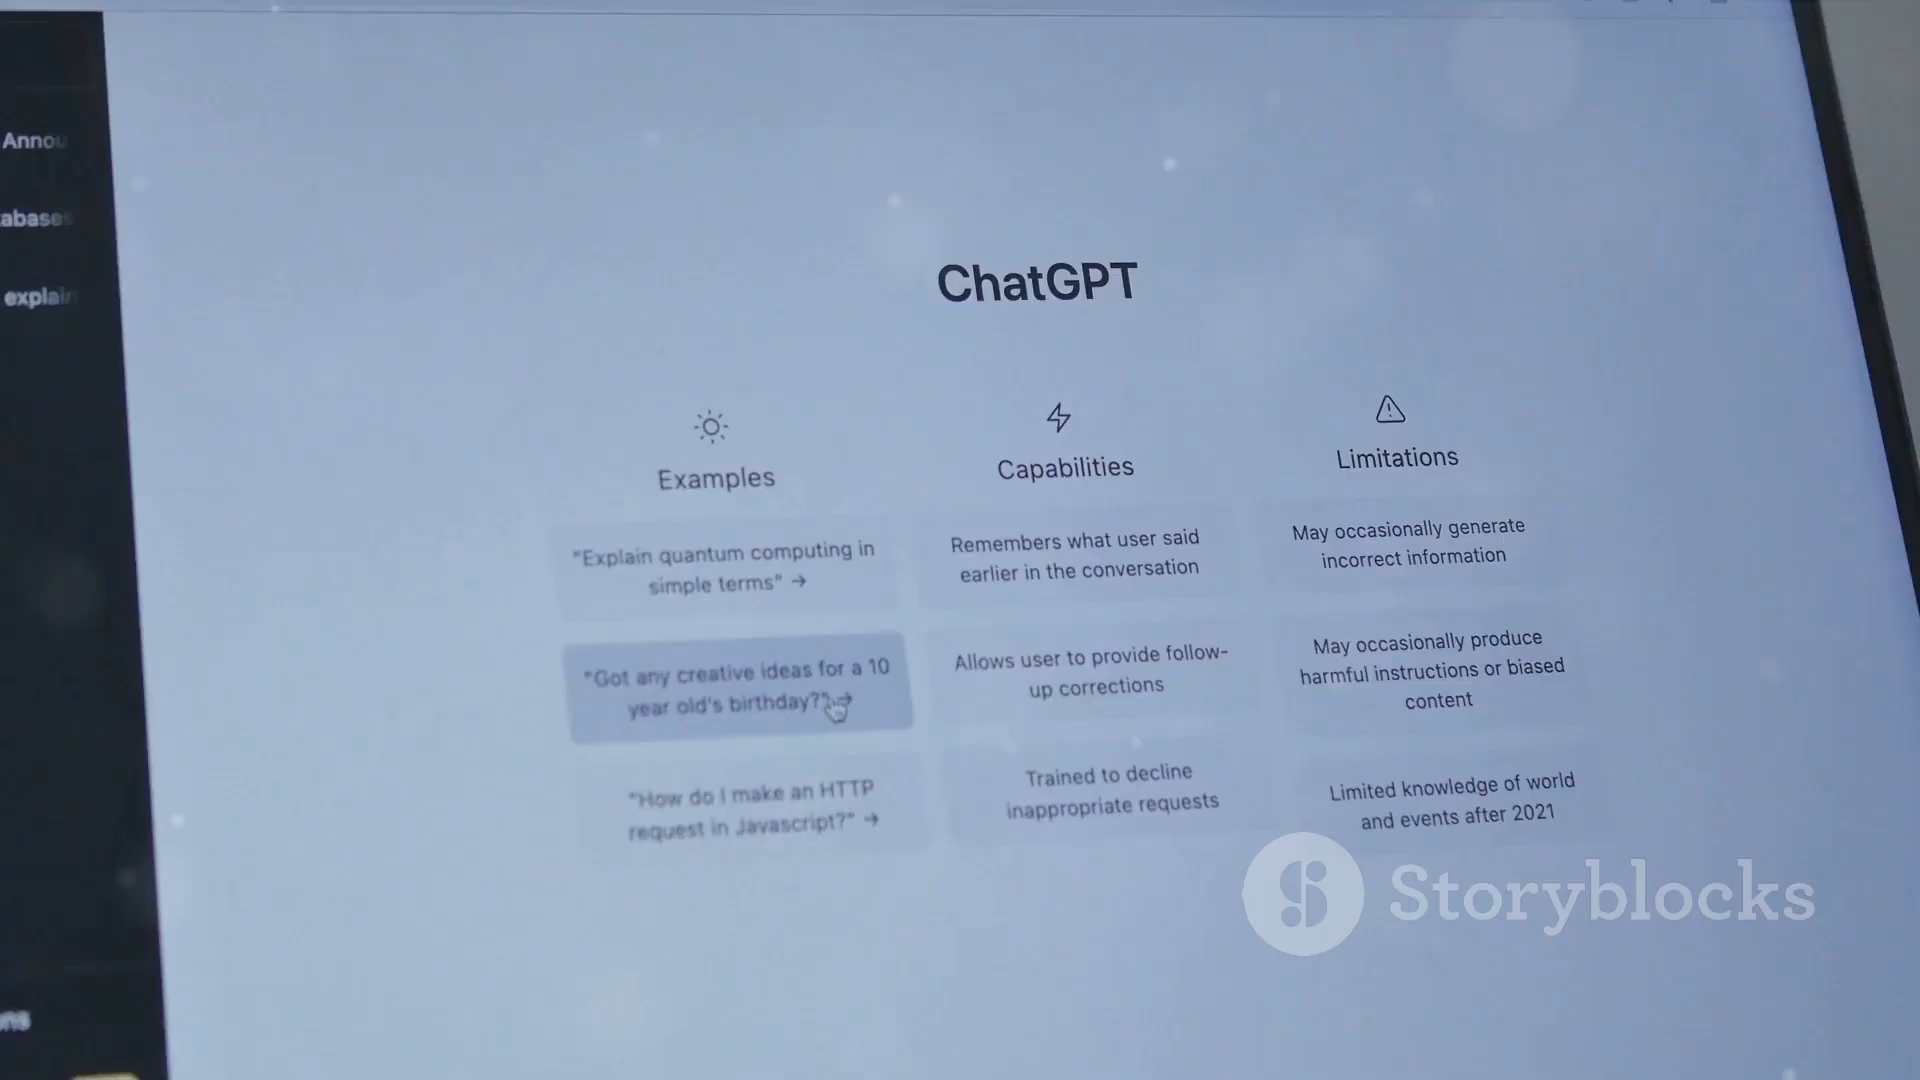 Annou
abases
explain
ChatGPT
Examples
Capabilities
Limitations
"Explain quantum computing in
simple terms" →
Remembers what user said
earlier in the conversation
May occasionally generate
incorrect information
"Got any creative ideas for a 10
year old's birthday?" →
Allows user to provide follow-
up corrections
May occasionally produce
harmful instructions or biased
content
"How do I make an HTTP
request in Javascript?" →
Trained to decline
inappropriate requests
Limited knowledge of world
and events after 2021
Storyblocks